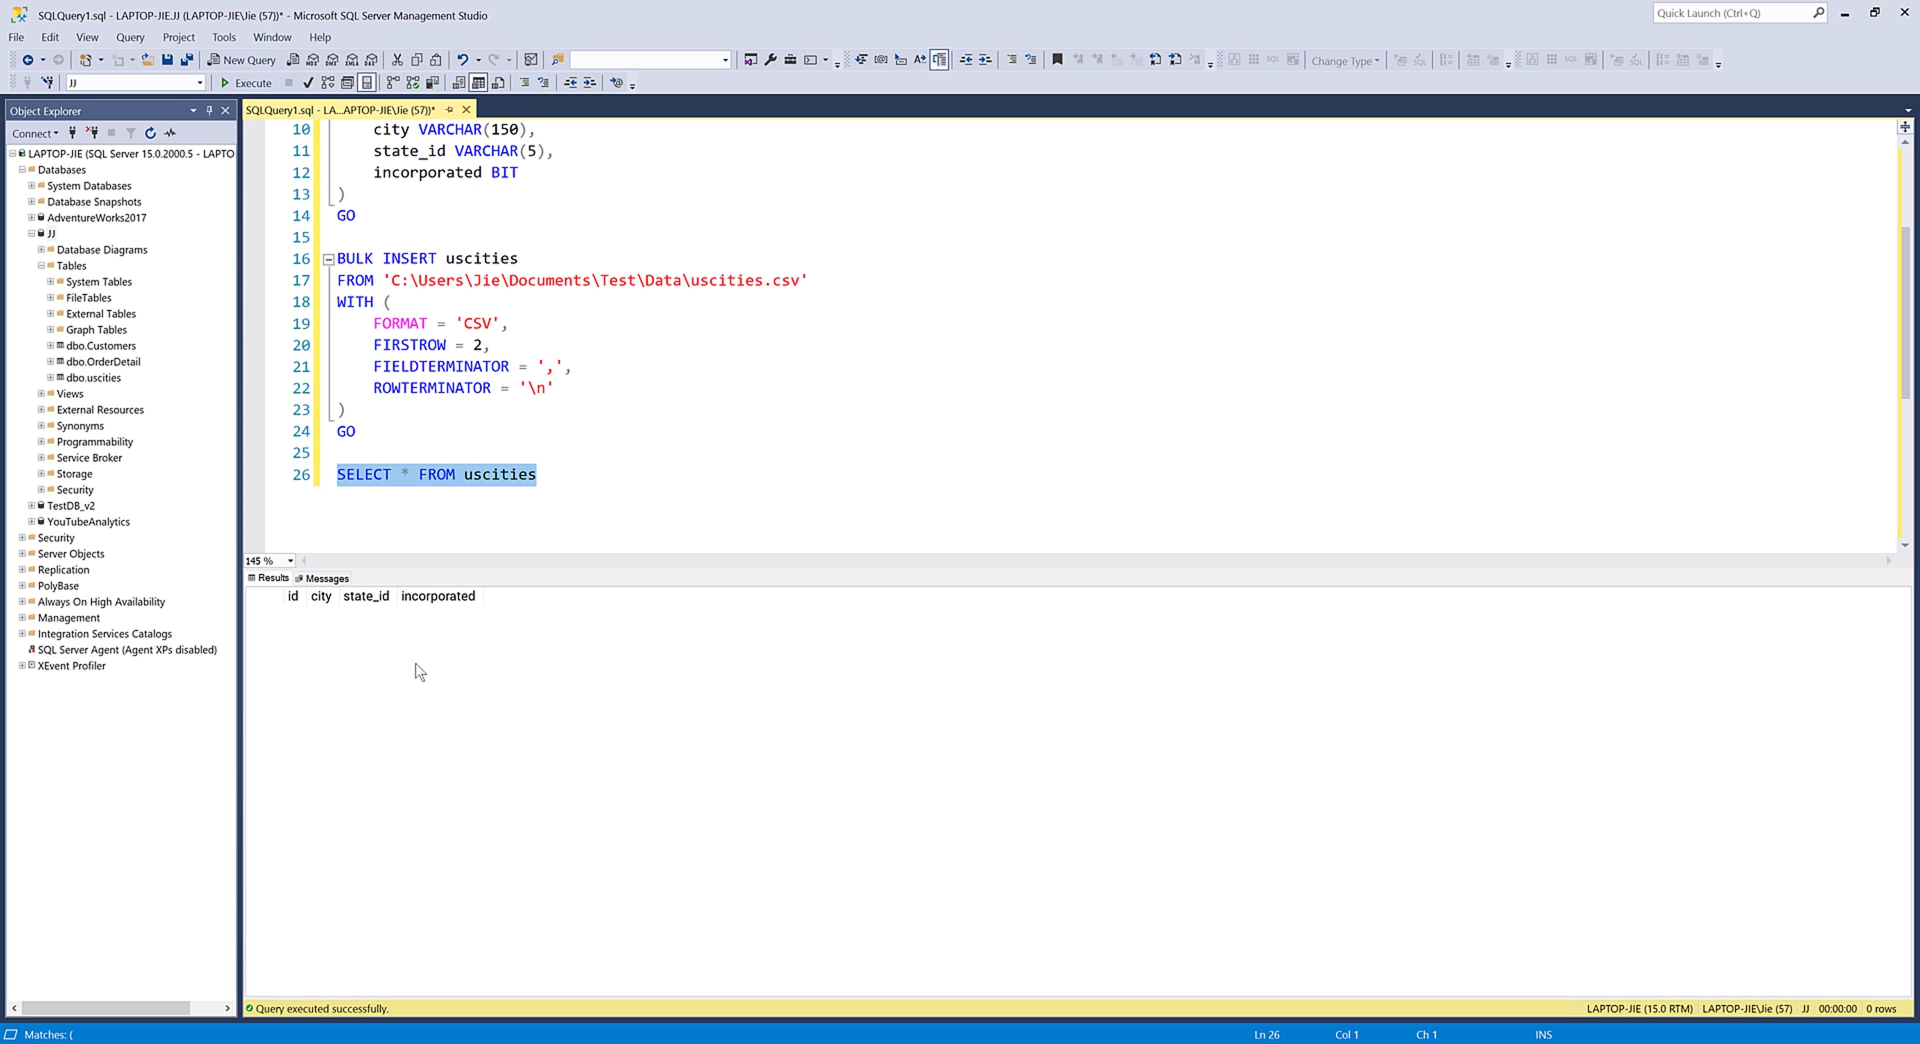 SQLQuery1.sql - LAPTOP-JIE.JJ (LAPTOP-JIE\Jie (57))* - Microsoft SQL Server Management Studio
Quick Launch (Ctrl+Q)
File Edit View Query Project Tools Window Help
New Query
Change Type
JJ
Execute
Object Explorer
Connect
LAPTOP-JIE (SQL Server 15.0.2000.5 - LAPTO
Databases
System Databases
Database Snapshots
AdventureWorks2017
JJ
Database Diagrams
Tables
System Tables
FileTables
External Tables
Graph Tables
dbo.Customers
dbo.OrderDetail
dbo.uscities
Views
External Resources
Synonyms
Programmability
Service Broker
Storage
Security
TestDB_v2
YouTubeAnalytics
Security
Server Objects
Replication
PolyBase
Always On High Availability
Management
Integration Services Catalogs
SQL Server Agent (Agent XPs disabled)
XEvent Profiler
SQLQuery1.sql - LA...APTOP-JIE\Jie (57))*
10 city VARCHAR(150),
11 state_id VARCHAR(5),
12 incorporated BIT
13 )
14 GO
15
16 BULK INSERT uscities
17 FROM 'C:\Users\Jie\Documents\Test\Data\uscities.csv'
18 WITH (
19 FORMAT = 'CSV',
20 FIRSTROW = 2,
21 FIELDTERMINATOR = ',',
22 ROWTERMINATOR = '\n'
23 )
24 GO
25
26 SELECT * FROM uscities
145 %
Results Messages
id city state_id incorporated
Query executed successfully.
LAPTOP-JIE (15.0 RTM) LAPTOP-JIE\Jie (57) JJ 00:00:00 0 rows
Matches: (
Ln 26 Col 1 Ch 1 INS